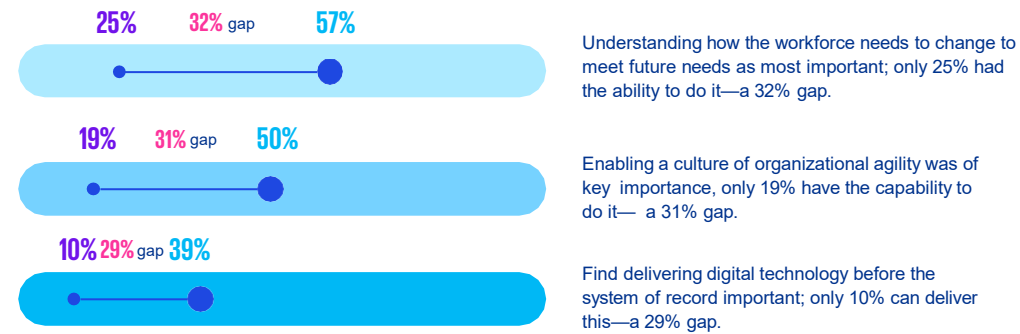 25% 32% gap 57%
Understanding how the workforce needs to change to
meet future needs as most important; only 25% had
the ability to do it—a 32% gap.
19% 31% gap 50%
Enabling a culture of organizational agility was of
key  importance, only 19% have the capability to
do it—  a 31% gap.
10% 29% gap 39%
Find delivering digital technology before the
system of record important; only 10% can deliver
this—a 29% gap.